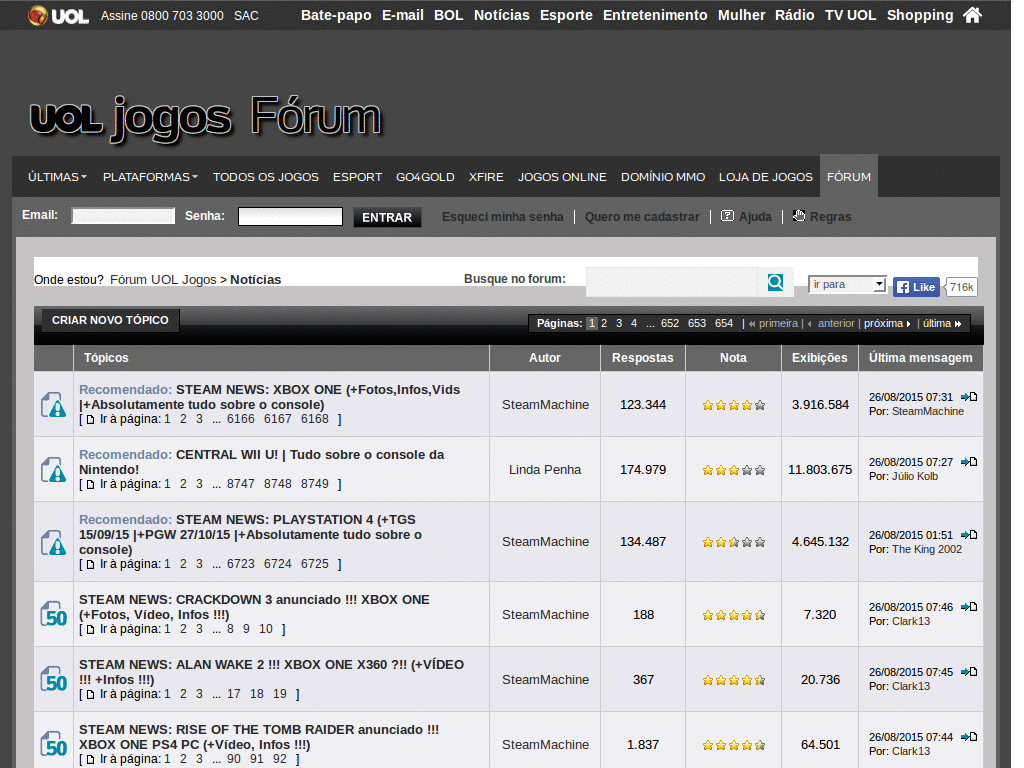 UOL Assine 0800 703 3000 SAC Bate-papo E-mail BOL Notícias Esporte Entretenimento Mulher Rádio TV UOL Shopping
UOL jogos Fórum
ÚLTIMAS PLATAFORMAS TODOS OS JOGOS ESPORT GO4GOLD XFIRE JOGOS ONLINE DOMÍNIO MMO LOJA DE JOGOS FÓRUM
Email: Senha: ENTRAR Esqueci minha senha | Quero me cadastrar | Ajuda | Regras
Onde estou? Fórum UOL Jogos > Notícias Busque no forum: ir para Like 716k
CRIAR NOVO TÓPICO Páginas: 1 2 3 4 ... 652 653 654 | primeira | anterior | próxima | última
Tópicos Autor Respostas Nota Exibições Última mensagem
Recomendado: STEAM NEWS: XBOX ONE (+Fotos,Infos,Vids
|+Absolutamente tudo sobre o console)
[ Ir à página: 1 2 3 ... 6166 6167 6168 ]
SteamMachine 123.344 3.916.584
26/08/2015 07:31
Por: SteamMachine
Recomendado: CENTRAL WII U! | Tudo sobre o console da
Nintendo!
[ Ir à página: 1 2 3 ... 8747 8748 8749 ]
Linda Penha 174.979 11.803.675
26/08/2015 07:27
Por: Júlio Kolb
Recomendado: STEAM NEWS: PLAYSTATION 4 (+TGS
15/09/15 |+PGW 27/10/15 |+Absolutamente tudo sobre o
console)
[ Ir à página: 1 2 3 ... 6723 6724 6725 ]
SteamMachine 134.487 4.645.132
26/08/2015 01:51
Por: The King 2002
50
STEAM NEWS: CRACKDOWN 3 anunciado !!! XBOX ONE
(+Fotos, Vídeo, Infos !!!)
[ Ir à página: 1 2 3 ... 8 9 10 ]
SteamMachine 188 7.320
26/08/2015 07:46
Por: Clark13
50
STEAM NEWS: ALAN WAKE 2 !!! XBOX ONE X360 ?!! (+VÍDEO
!!! +Infos !!!)
[ Ir à página: 1 2 3 ... 17 18 19 ]
SteamMachine 367 20.736
26/08/2015 07:45
Por: Clark13
50
STEAM NEWS: RISE OF THE TOMB RAIDER anunciado !!!
XBOX ONE PS4 PC (+Vídeo, Infos !!!)
[ Ir à página: 1 2 3 ... 90 91 92 ]
SteamMachine 1.837 64.501
26/08/2015 07:44
Por: Clark13